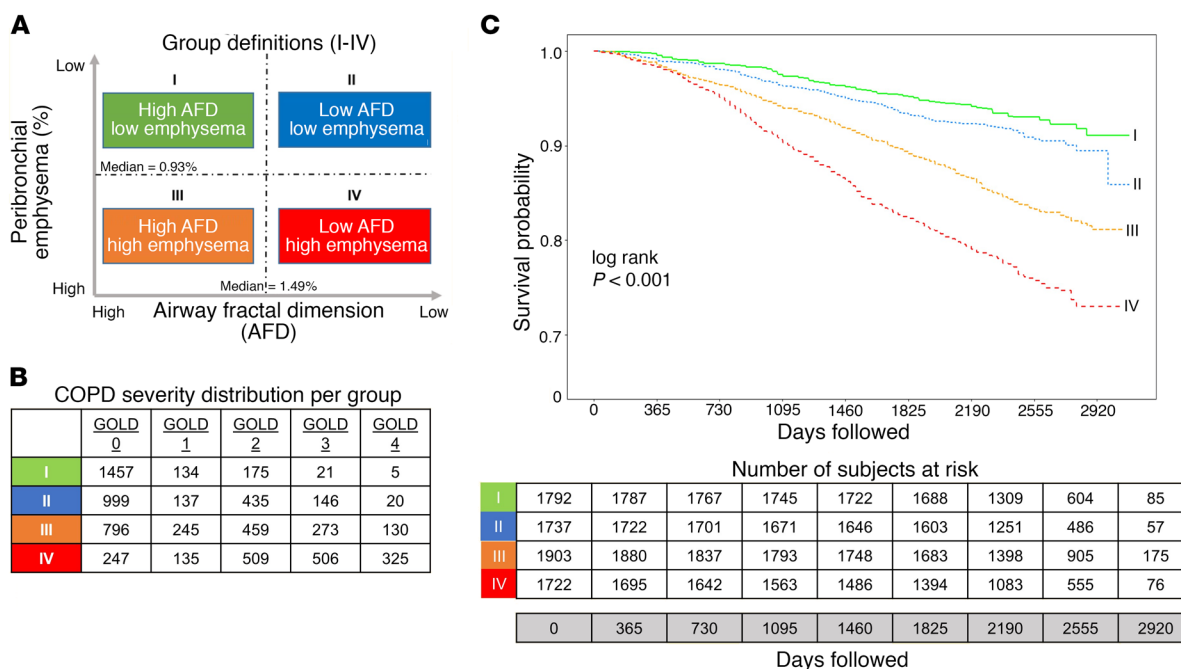 A
Group definitions (I-IV)
Peribronchial
emphysema (%)
Low
High
I
High AFD
low emphysema
II
Low AFD
low emphysema
Median = 0.93%
III
High AFD
high emphysema
IV
Low AFD
high emphysema
Median = 1.49%
High
Low
Airway fractal dimension
(AFD)
B
COPD severity distribution per group
GOLD 0 GOLD 1 GOLD 2 GOLD 3 GOLD 4
I 1457 134 175 21 5
II 999 137 435 146 20
III 796 245 459 273 130
IV 247 135 509 506 325
C
Survival probability
1.0
0.9
0.8
0.7
0
log rank
P < 0.001
I
II
III
IV
0 365 730 1095 1460 1825 2190 2555 2920
Days followed
Number of subjects at risk
I 1792 1787 1767 1745 1722 1688 1309 604 85
II 1737 1722 1701 1671 1646 1603 1251 486 57
III 1903 1880 1837 1793 1748 1683 1398 905 175
IV 1722 1695 1642 1563 1486 1394 1083 555 76
0 365 730 1095 1460 1825 2190 2555 2920
Days followed